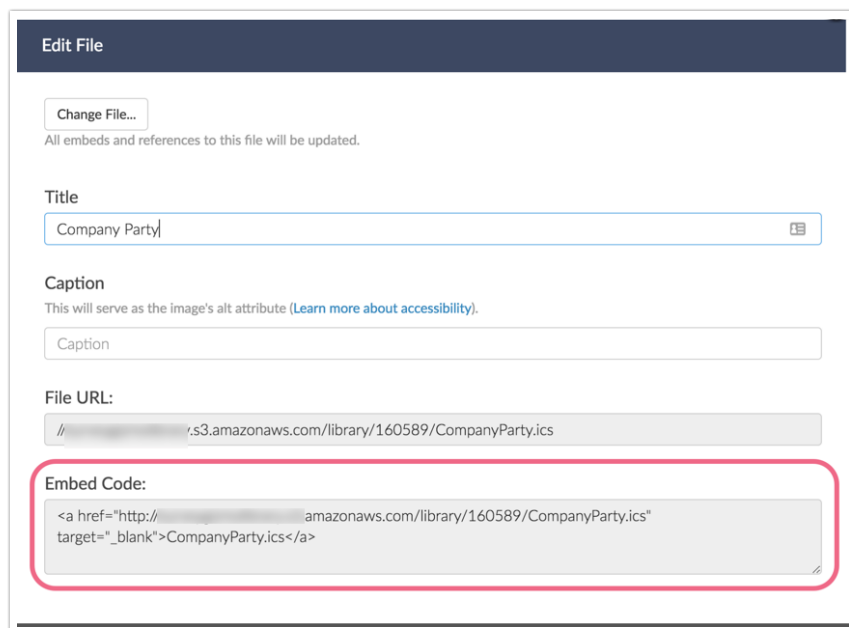 Edit File
Change File...
All embeds and references to this file will be updated.
Title
Company Party
Caption
This will serve as the image's alt attribute (Learn more about accessibility).
Caption
File URL:
// .s3.amazonaws.com/library/160589/CompanyParty.ics
Embed Code:
<a href="http:// amazonaws.com/library/160589/CompanyParty.ics"
target="_blank">CompanyParty.ics</a>